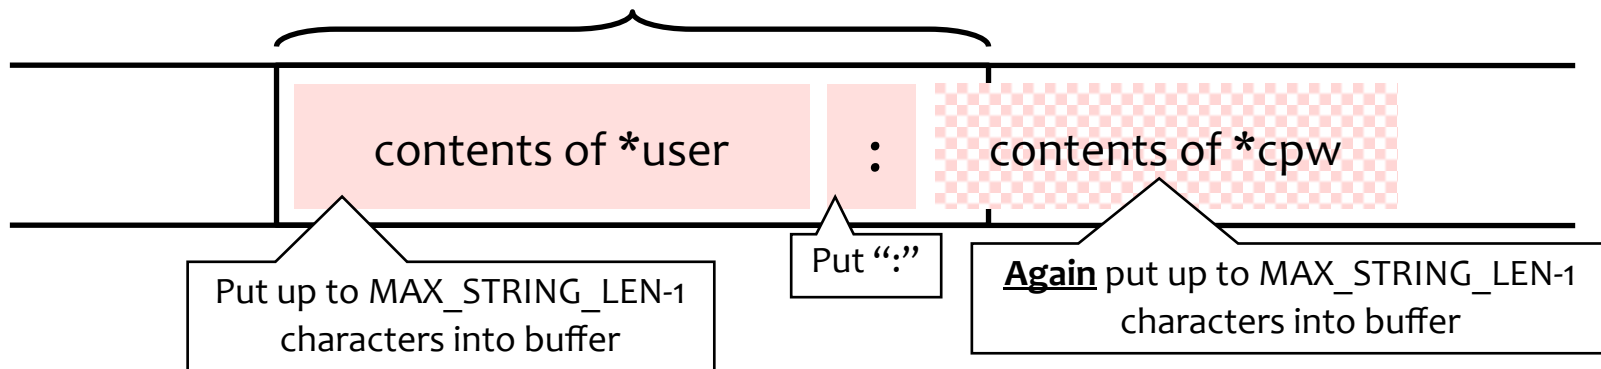 contents of *user
:
contents of *cpw
Put “:”
Put up to MAX_STRING_LEN-1
characters into buffer
Again put up to MAX_STRING_LEN-1
characters into buffer